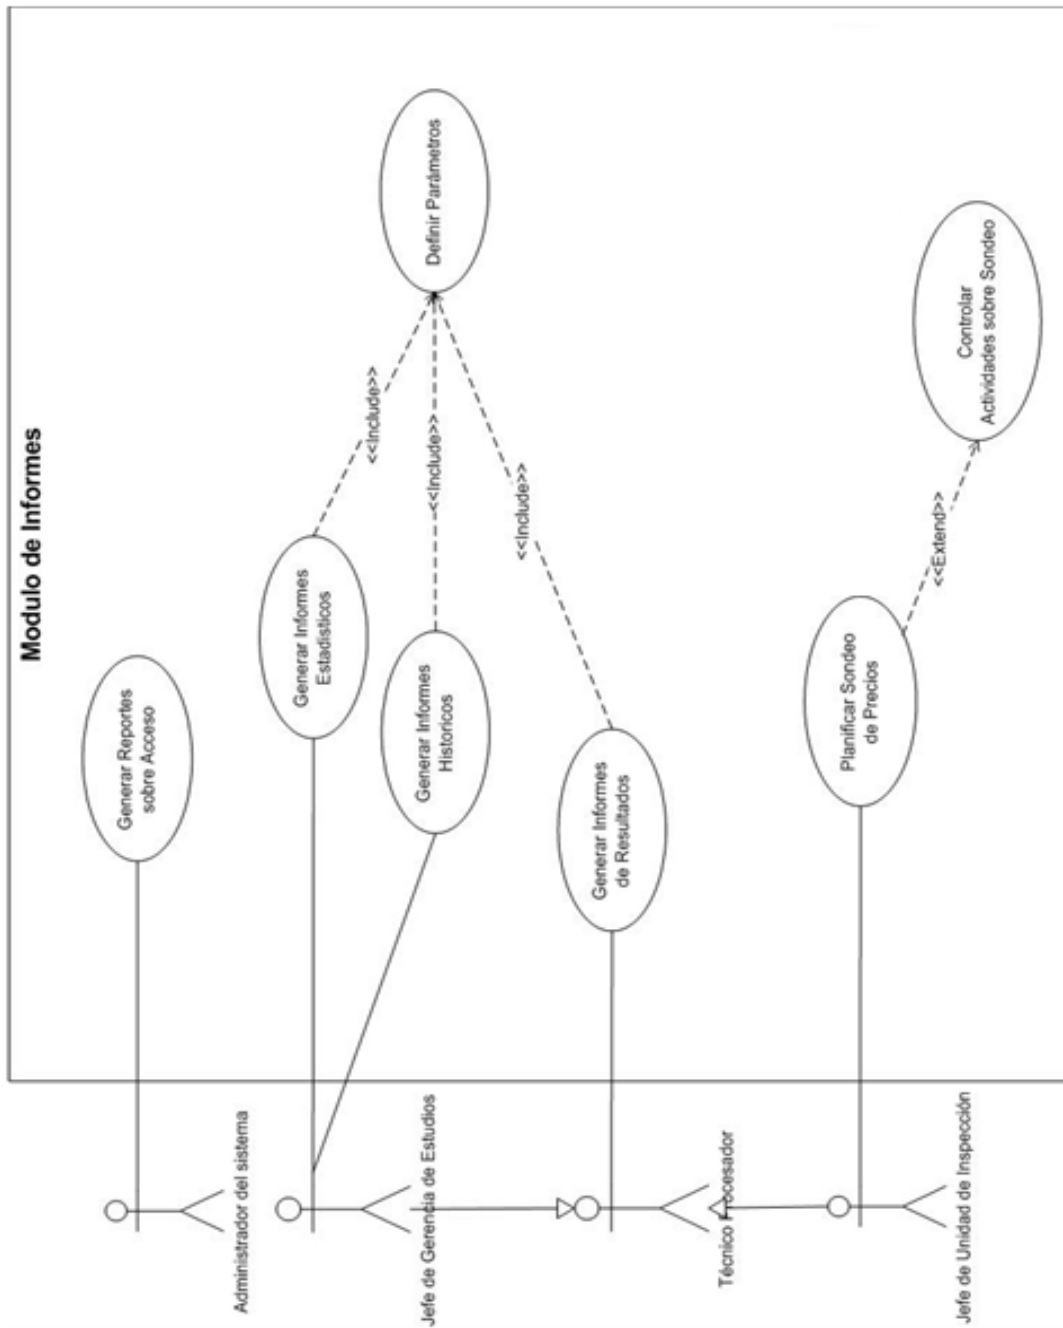 Modulo de Informes
Generar Reportes
sobre Acceso
Administrador del sistema
Generar Informes
Estadísticos
<<Include>>
Definir Parámetros
Generar Informes
Historicos
<<Include>>
Jefe de Gerencia de Estudios
Generar Informes
de Resultados
<<Include>>
Técnico Procesador
Planificar Sondeo
de Precios
<<Extend>>
Controlar
Actividades sobre Sondeo
Jefe de Unidad de Inspección